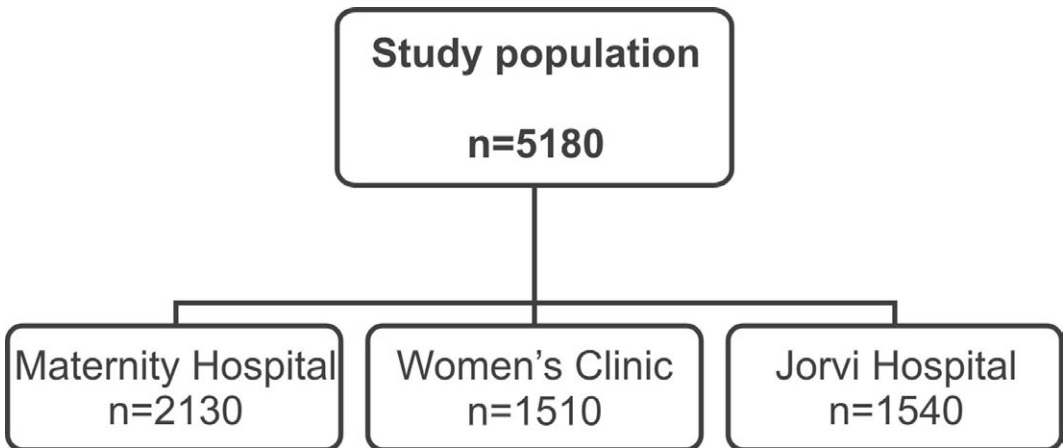 Study population
n=5180
Maternity Hospital
n=2130
Women’s Clinic
n=1510
Jorvi Hospital
n=1540